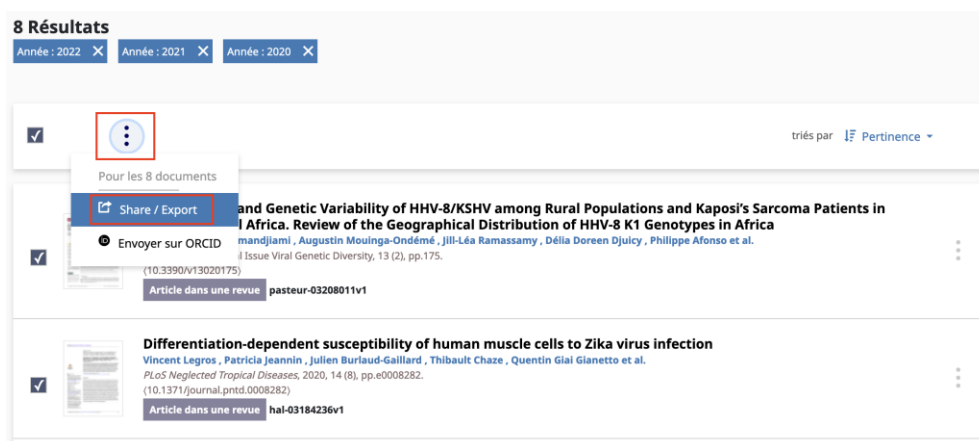 8 Résultats
Année : 2022 X Année : 2021 X Année : 2020 X
triés par Pertinence
Pour les 8 documents
Share / Export
Envoyer sur ORCID
and Genetic Variability of HHV-8/KSHV among Rural Populations and Kaposi's Sarcoma Patients in
l Africa. Review of the Geographical Distribution of HHV-8 K1 Genotypes in Africa
mandjiami , Augustin Mouinga-Ondémé , Jill-Léa Ramassamy , Délia Doreen Djuicy , Philippe Afonso et al.
l Issue Viral Genetic Diversity, 13 (2), pp.175.
⟨10.3390/v13020175⟩
Article dans une revue pasteur-03208011v1
Differentiation-dependent susceptibility of human muscle cells to Zika virus infection
Vincent Legros , Patricia Jeannin , Julien Burlaud-Gaillard , Thibault Chaze , Quentin Giai Gianetto et al.
PLoS Neglected Tropical Diseases, 2020, 14 (8), pp.e0008282.
⟨10.1371/journal.pntd.0008282⟩
Article dans une revue hal-03184236v1